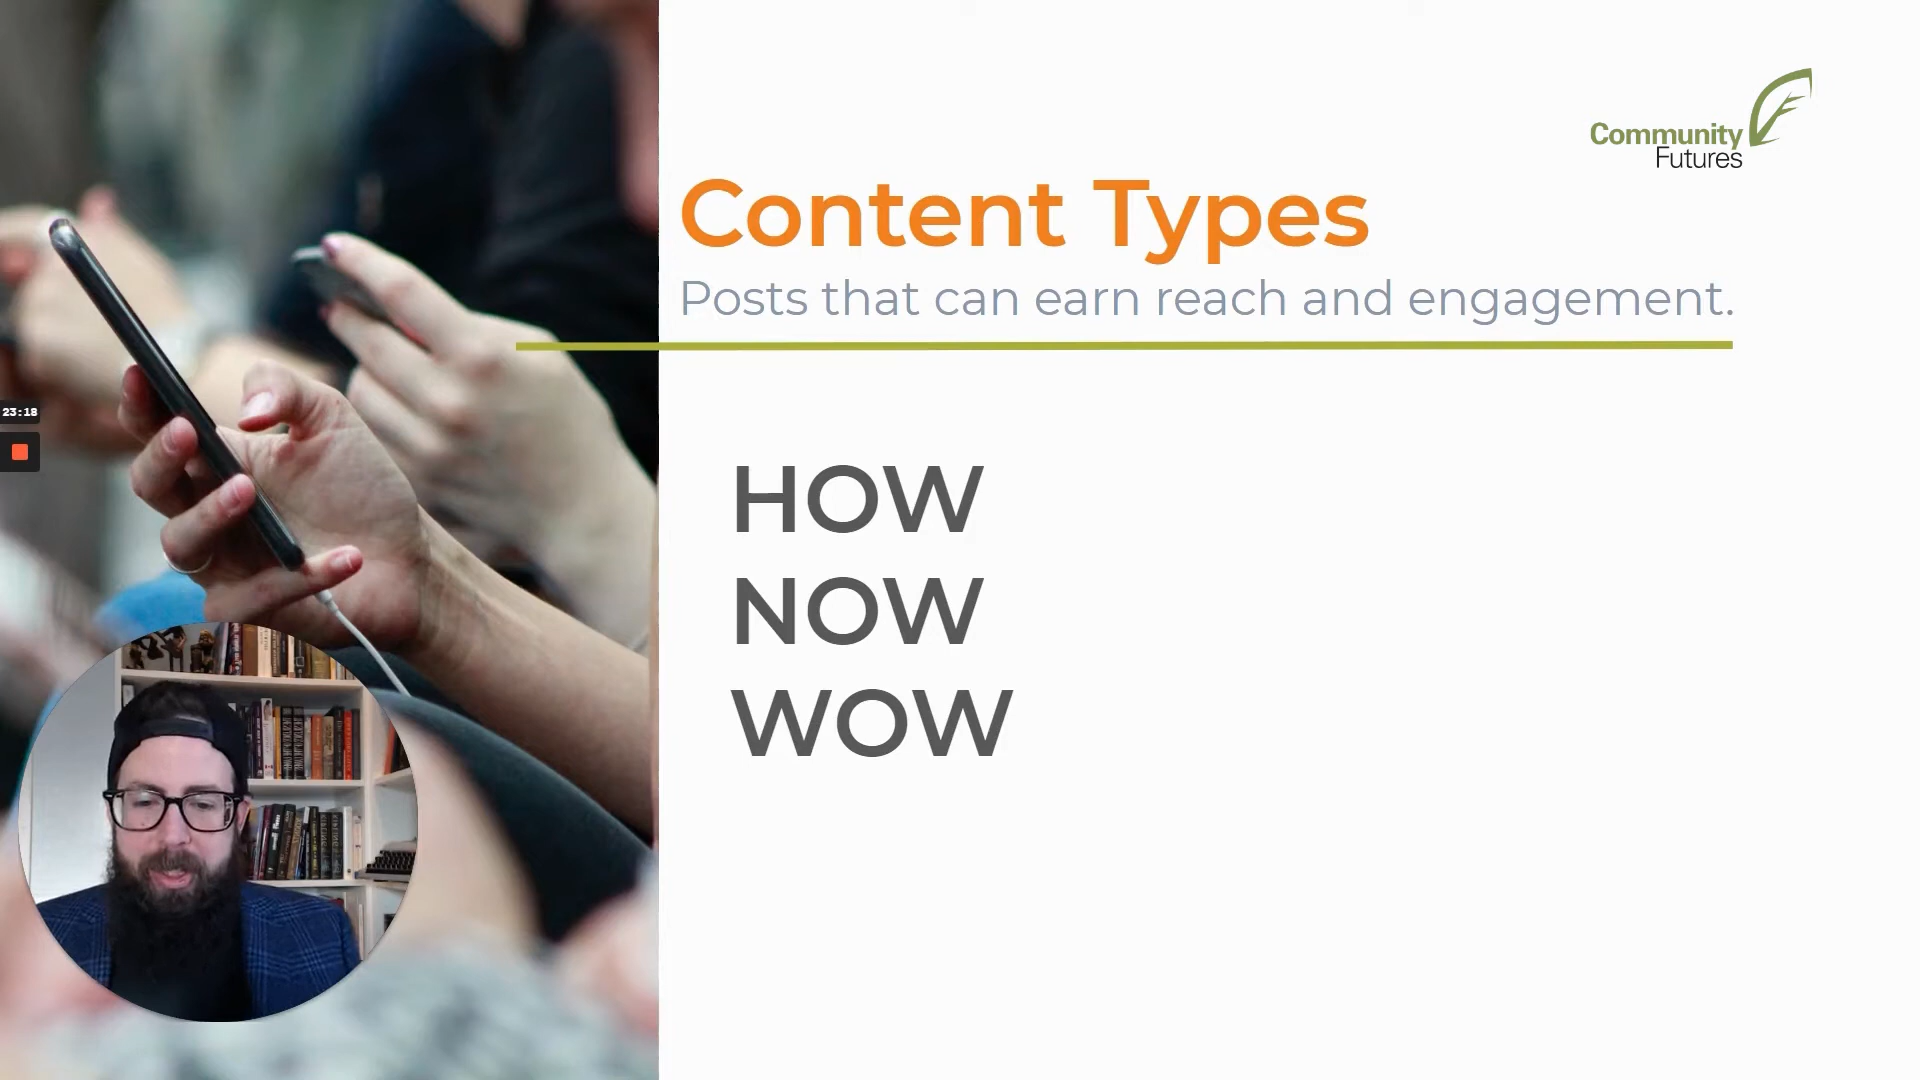 Community
Futures
Content Types
Posts that can earn reach and engagement.
23:18
HOW
NOW
WOW